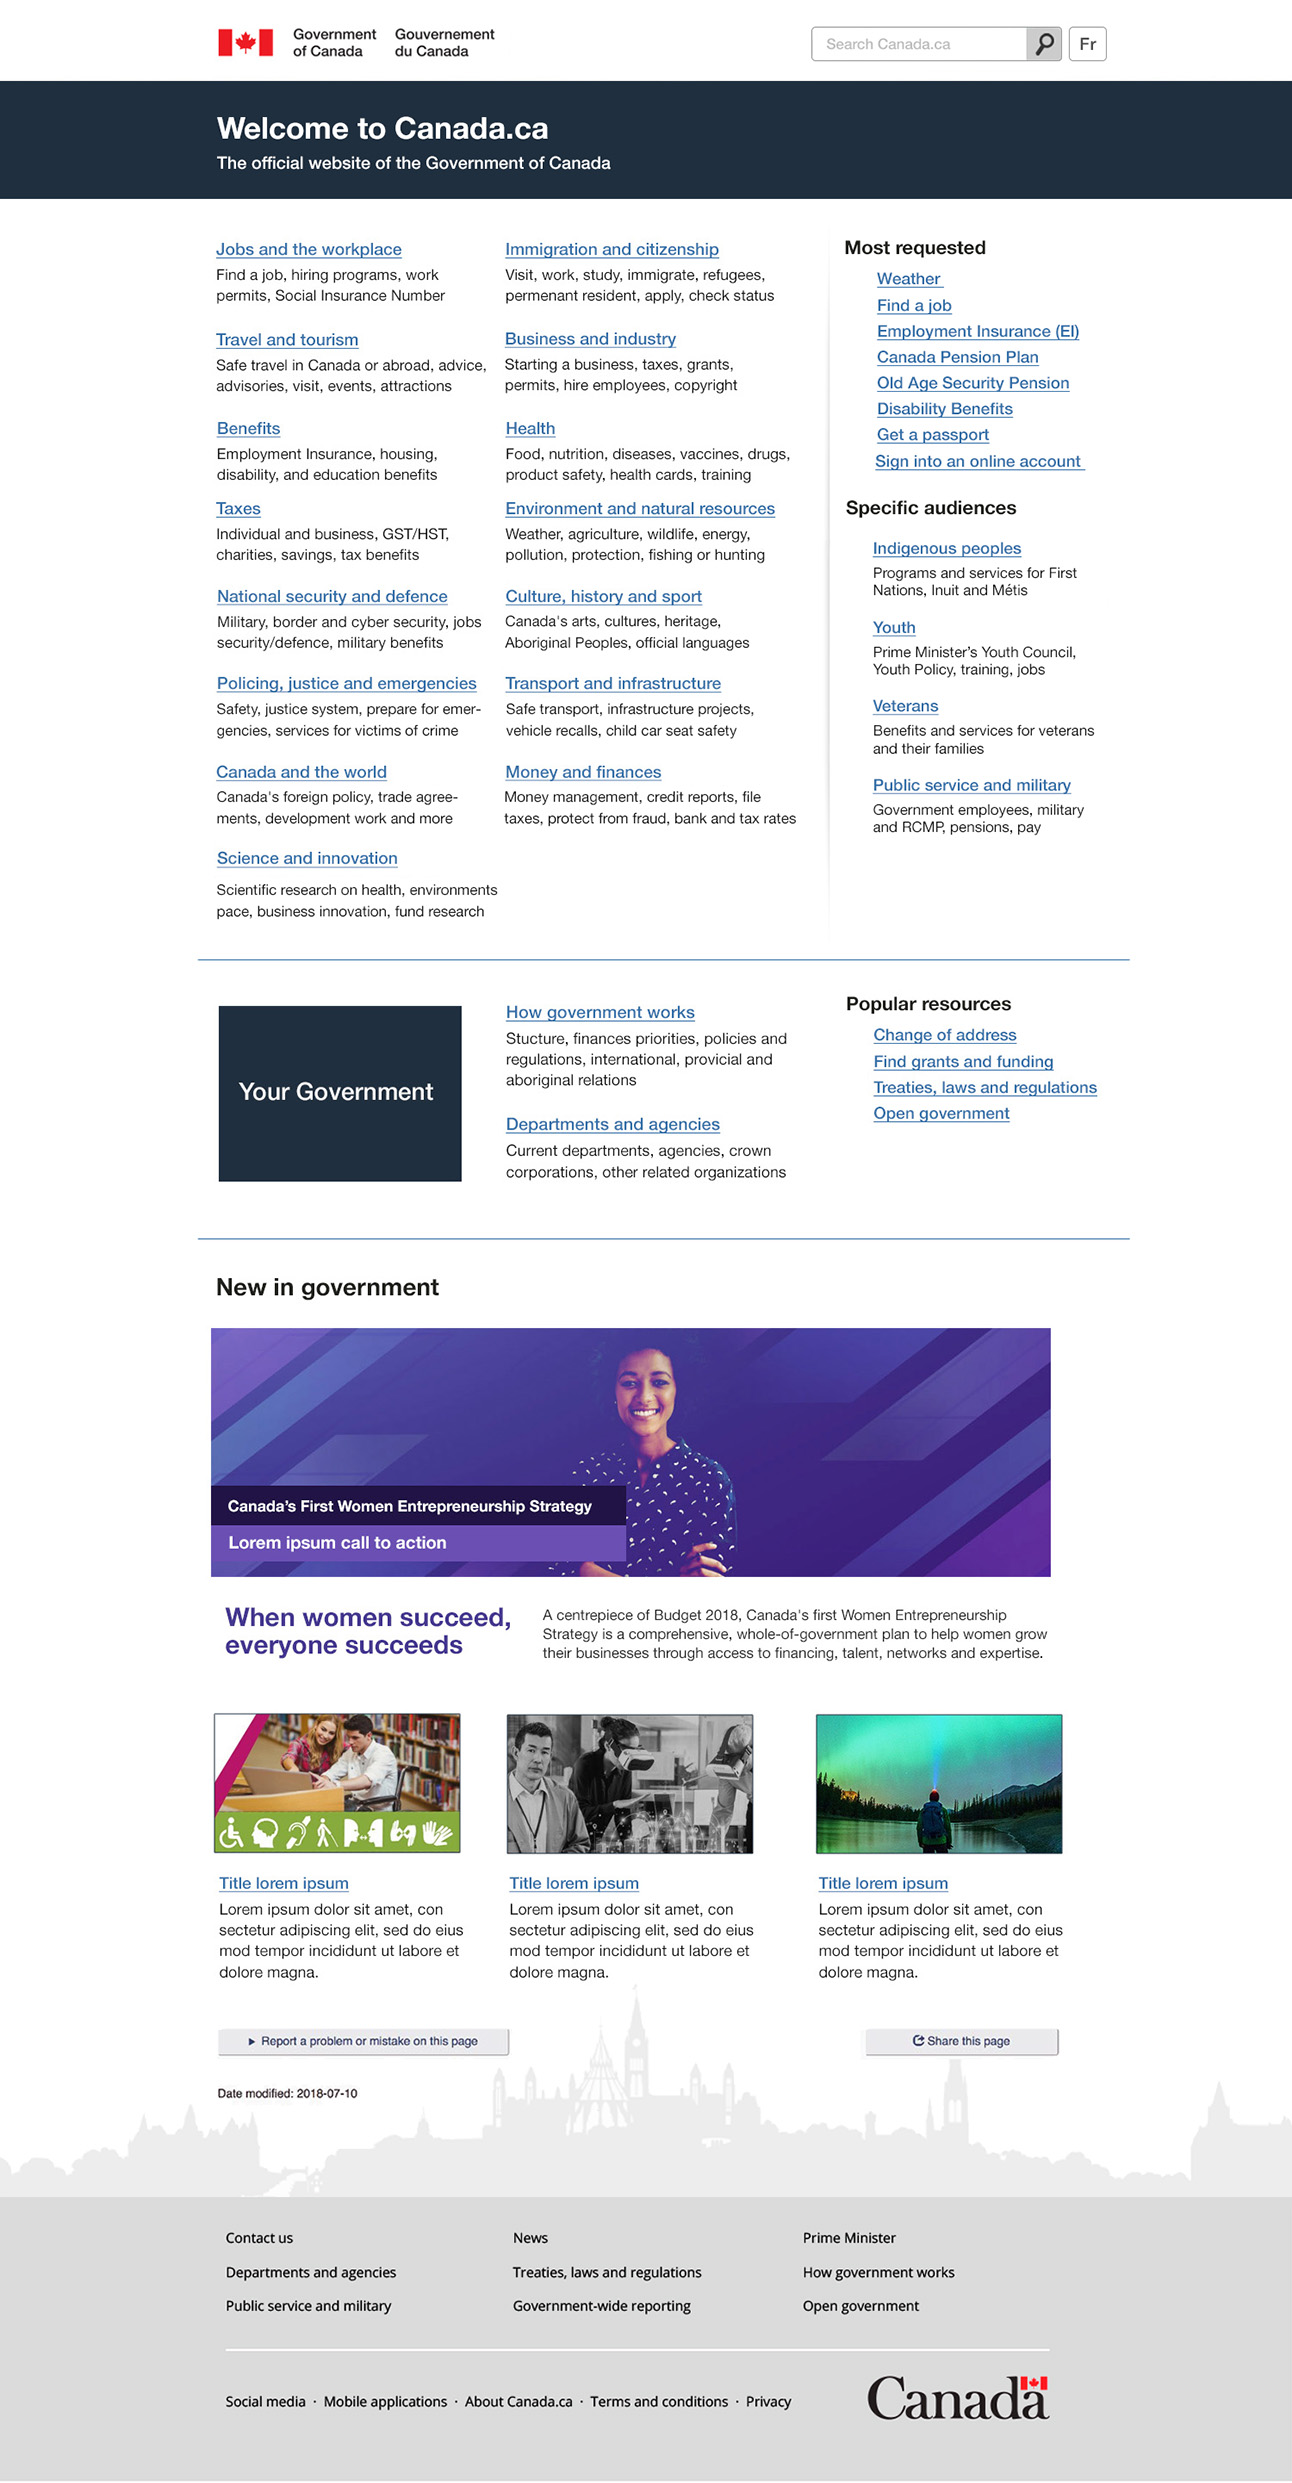 Government
of Canada
Gouvernement
du Canada
Search Canada.ca
Fr
Welcome to Canada.ca
The official website of the Government of Canada
Jobs and the workplace
Find a job, hiring programs, work
permits, Social Insurance Number
Travel and tourism
Safe travel in Canada or abroad, advice,
advisories, visit, events, attractions
Benefits
Employment Insurance, housing,
disability, and education benefits
Taxes
Individual and business, GST/HST,
charities, savings, tax benefits
National security and defence
Military, border and cyber security, jobs
security/defence, military benefits
Policing, justice and emergencies
Safety, justice system, prepare for emer-
gencies, services for victims of crime
Canada and the world
Canada's foreign policy, trade agree-
ments, development work and more
Science and innovation
Scientific research on health, environments
pace, business innovation, fund research
Immigration and citizenship
Visit, work, study, immigrate, refugees,
permenant resident, apply, check status
Business and industry
Starting a business, taxes, grants,
permits, hire employees, copyright
Health
Food, nutrition, diseases, vaccines, drugs,
product safety, health cards, training
Environment and natural resources
Weather, agriculture, wildlife, energy,
pollution, protection, fishing or hunting
Culture, history and sport
Canada's arts, cultures, heritage,
Aboriginal Peoples, official languages
Transport and infrastructure
Safe transport, infrastructure projects,
vehicle recalls, child car seat safety
Money and finances
Money management, credit reports, file
taxes, protect from fraud, bank and tax rates
Most requested
Weather
Find a job
Employment Insurance (EI)
Canada Pension Plan
Old Age Security Pension
Disability Benefits
Get a passport
Sign into an online account
Specific audiences
Indigenous peoples
Programs and services for First
Nations, Inuit and Métis
Youth
Prime Minister's Youth Council,
Youth Policy, training, jobs
Veterans
Benefits and services for veterans
and their families
Public service and military
Government employees, military
and RCMP, pensions, pay
Your Government
How government works
Stucture, finances priorities, policies and
regulations, international, provicial and
aboriginal relations
Departments and agencies
Current departments, agencies, crown
corporations, other related organizations
Popular resources
Change of address
Find grants and funding
Treaties, laws and regulations
Open government
New in government
Canada's First Women Entrepreneurship Strategy
Lorem ipsum call to action
When women succeed,
everyone succeeds
A centrepiece of Budget 2018, Canada's first Women Entrepreneurship
Strategy is a comprehensive, whole-of-government plan to help women grow
their businesses through access to financing, talent, networks and expertise.
Title lorem ipsum
Lorem ipsum dolor sit amet, con
sectetur adipiscing elit, sed do eius
mod tempor incididunt ut labore et
dolore magna.
Title lorem ipsum
Lorem ipsum dolor sit amet, con
sectetur adipiscing elit, sed do eius
mod tempor incididunt ut labore et
dolore magna.
Title lorem ipsum
Lorem ipsum dolor sit amet, con
sectetur adipiscing elit, sed do eius
mod tempor incididunt ut labore et
dolore magna.
Report a problem or mistake on this page
Share this page
Date modified: 2018-07-10
Contact us
News
Prime Minister
Departments and agencies
Treaties, laws and regulations
How government works
Public service and military
Government-wide reporting
Open government
Social media · Mobile applications · About Canada.ca · Terms and conditions · Privacy
Canada